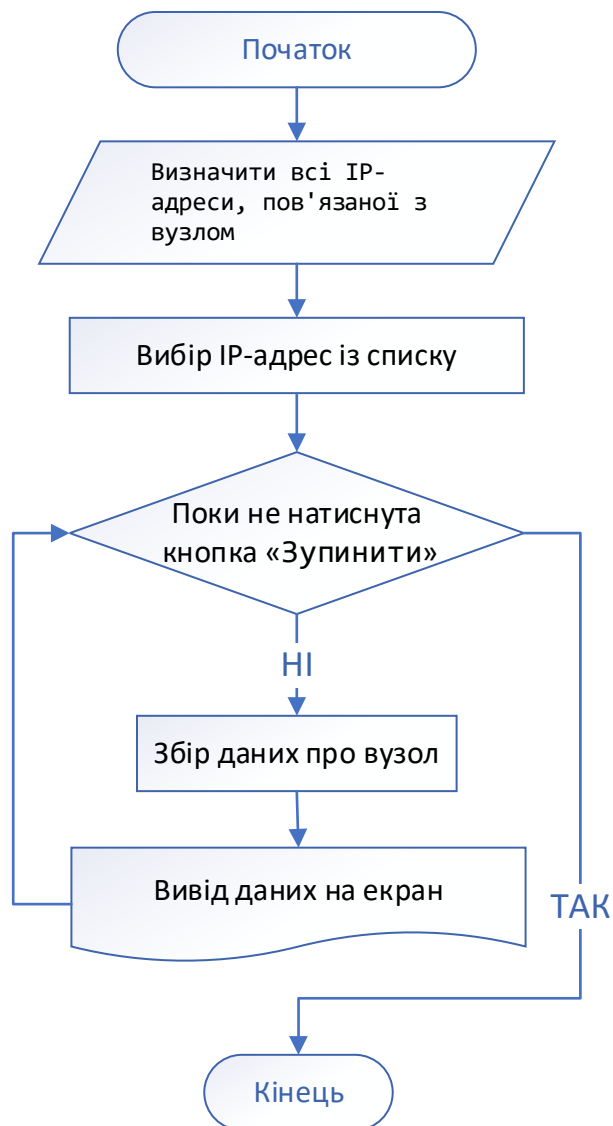 Початок
Визначити всі IP-
адреси, пов'язаної з
вузлом
Вибір IP-адрес із списку
Поки не натиснута
кнопка «Зупинити»
НІ
Збір даних про вузол
Вивід даних на екран
ТАК
Кінець